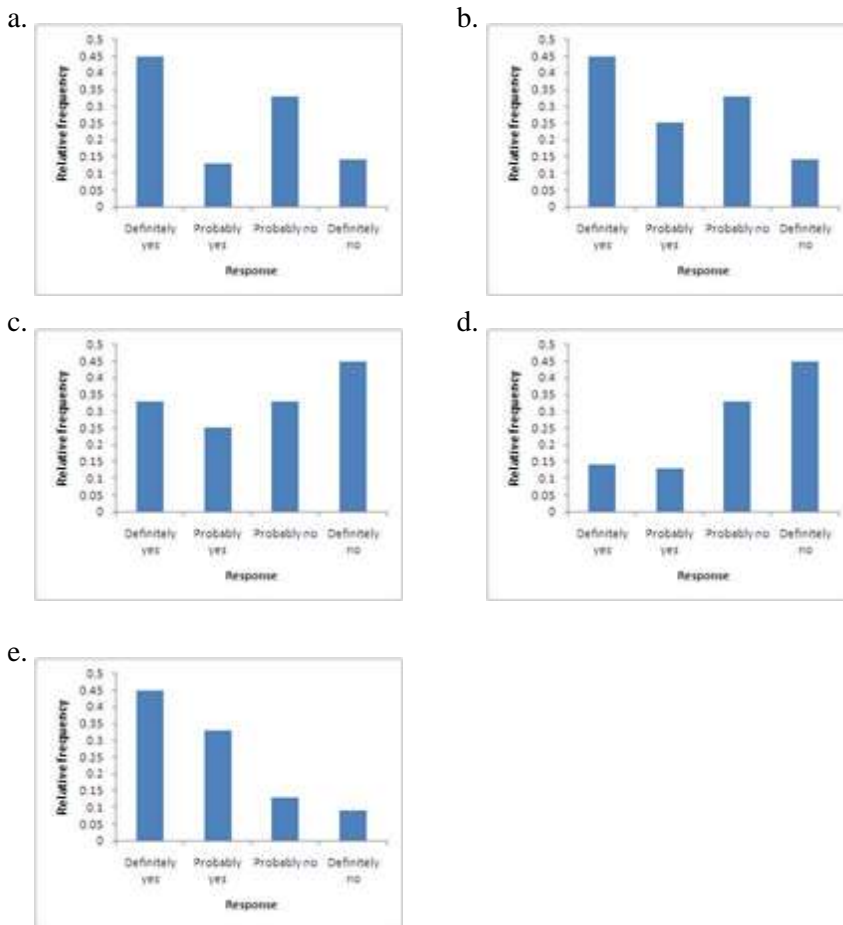 a.
Relative frequency
0.5
0.45
0.4
0.35
0.3
0.25
0.2
0.15
0.1
0.05
0
Definitely yes
Probably yes
Probably no
Definitely no
Response
b.
Relative frequency
0.5
0.45
0.4
0.35
0.3
0.25
0.2
0.15
0.1
0.05
0
Definitely yes
Probably yes
Probably no
Definitely no
Response
c.
Relative frequency
0.5
0.45
0.4
0.35
0.3
0.25
0.2
0.15
0.1
0.05
0
Definitely yes
Probably yes
Probably no
Definitely no
Response
d.
Relative frequency
0.5
0.45
0.4
0.35
0.3
0.25
0.2
0.15
0.1
0.05
0
Definitely yes
Probably yes
Probably no
Definitely no
Response
e.
Relative frequency
0.5
0.45
0.4
0.35
0.3
0.25
0.2
0.15
0.1
0.05
0
Definitely yes
Probably yes
Probably no
Definitely no
Response